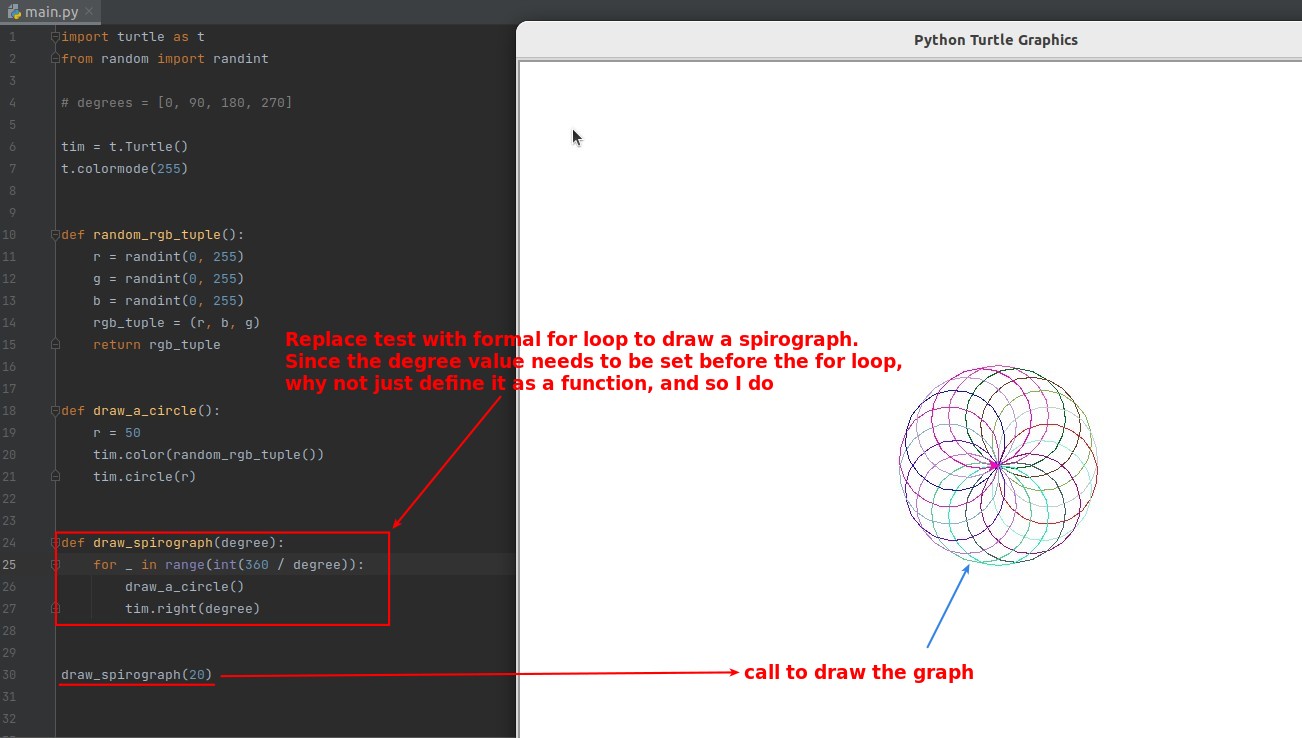 main.py
Python Turtle Graphics
1 import turtle as t
2 from random import randint
3
4 # degrees = [0, 90, 180, 270]
5
6 tim = t.Turtle()
7 t.colormode(255)
8
9
10 def random_rgb_tuple():
11     r = randint(0, 255)
12     g = randint(0, 255)
13     b = randint(0, 255)
14     rgb_tuple = (r, b, g)
15     return rgb_tuple
16
17
18 def draw_a_circle():
19     r = 50
20     tim.color(random_rgb_tuple())
21     tim.circle(r)
22
23
24 def draw_spirograph(degree):
25     for _ in range(int(360 / degree)):
26         draw_a_circle()
27         tim.right(degree)
28
29
30 draw_spirograph(20)
31
32
Replace test with formal for loop to draw a spirograph.
Since the degree value needs to be set before the for loop,
why not just define it as a function, and so I do
call to draw the graph